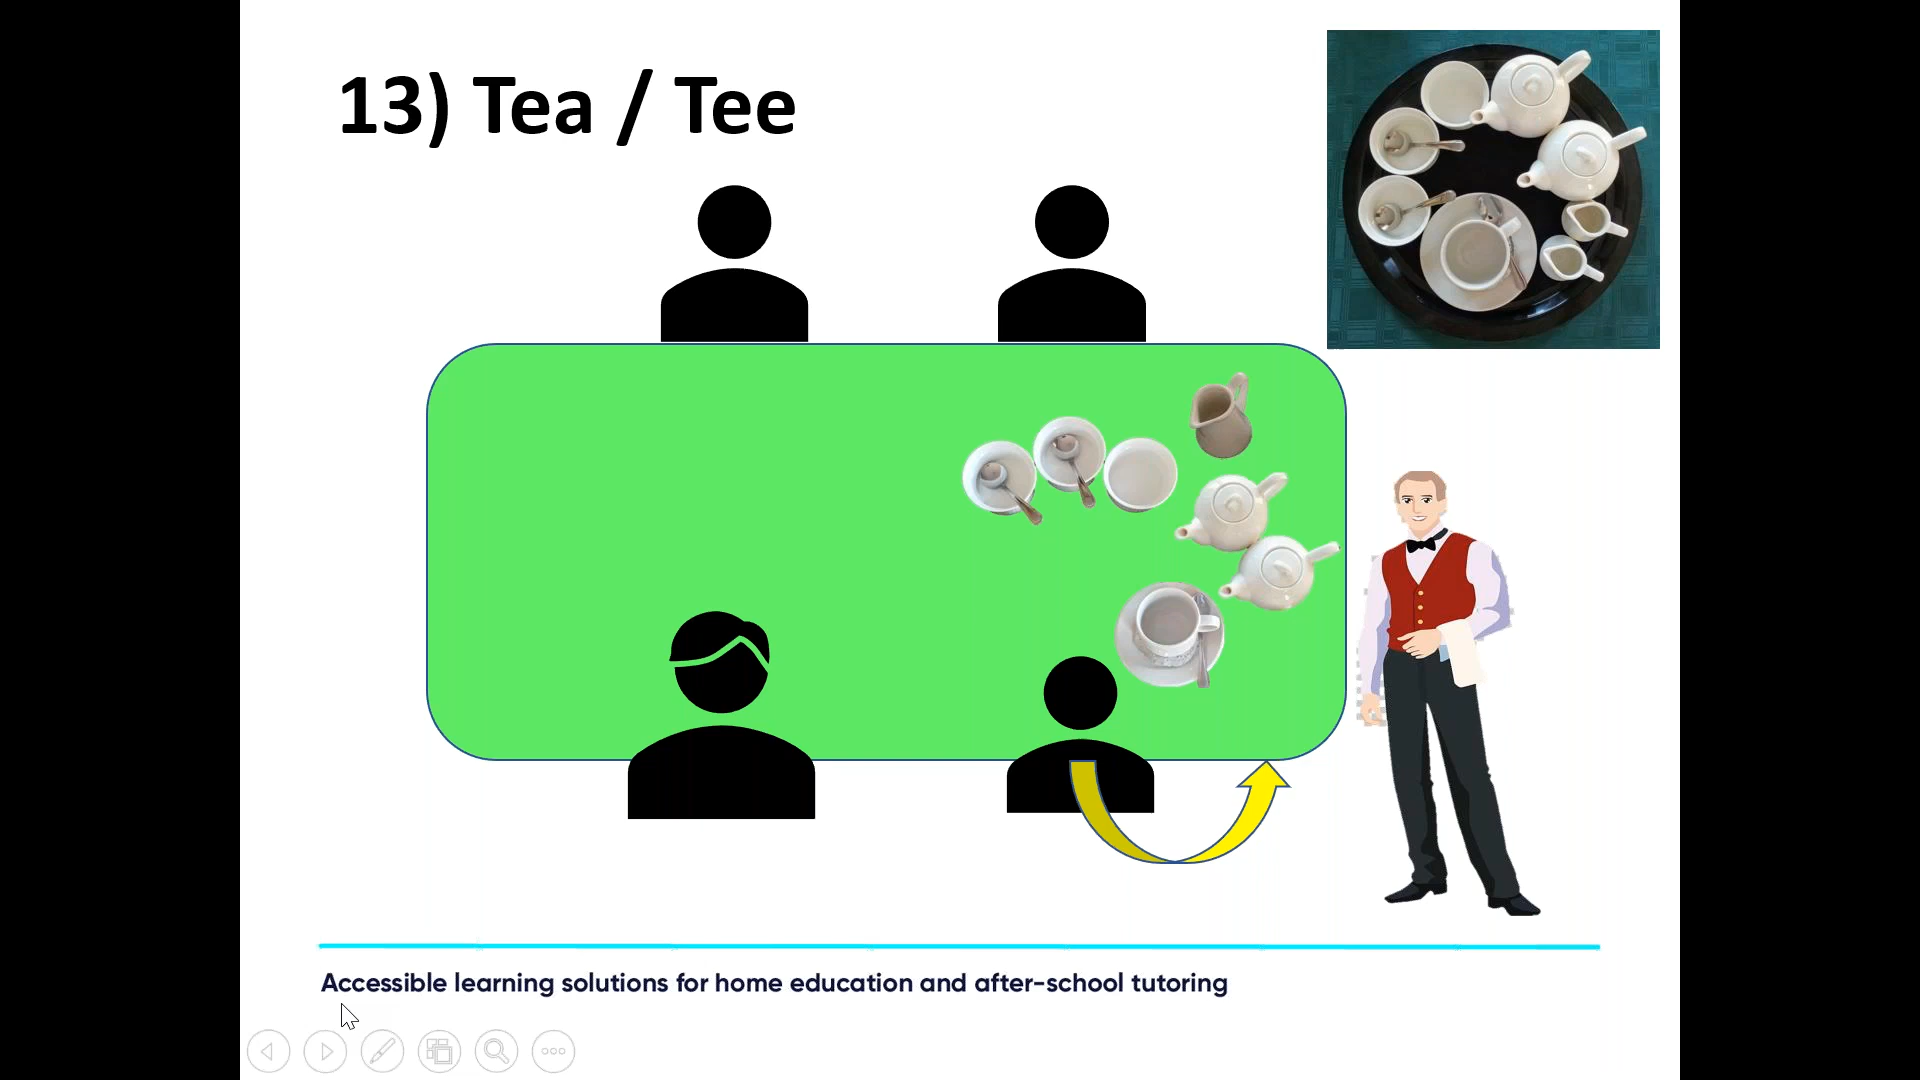 13) Tea / Tee
Accessible learning solutions for home education and after-school tutoring